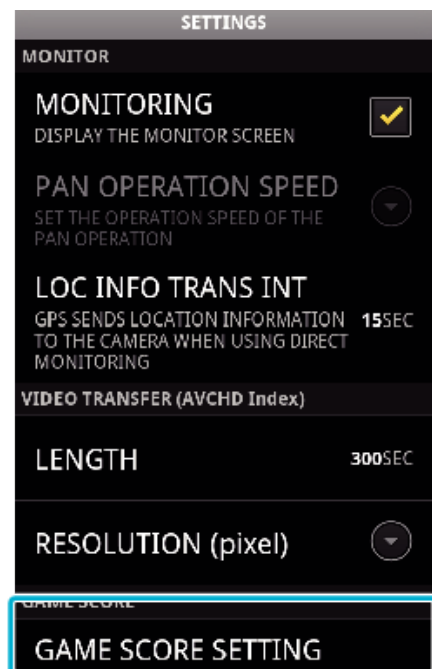 SETTINGS
MONITOR
MONITORING
DISPLAY THE MONITOR SCREEN
PAN OPERATION SPEED
SET THE OPERATION SPEED OF THE
PAN OPERATION
LOC INFO TRANS INT
GPS SENDS LOCATION INFORMATION 15SEC
TO THE CAMERA WHEN USING DIRECT
MONITORING
VIDEO TRANSFER (AVCHD Index)
LENGTH 300SEC
RESOLUTION (pixel)
GAME SCORE
GAME SCORE SETTING